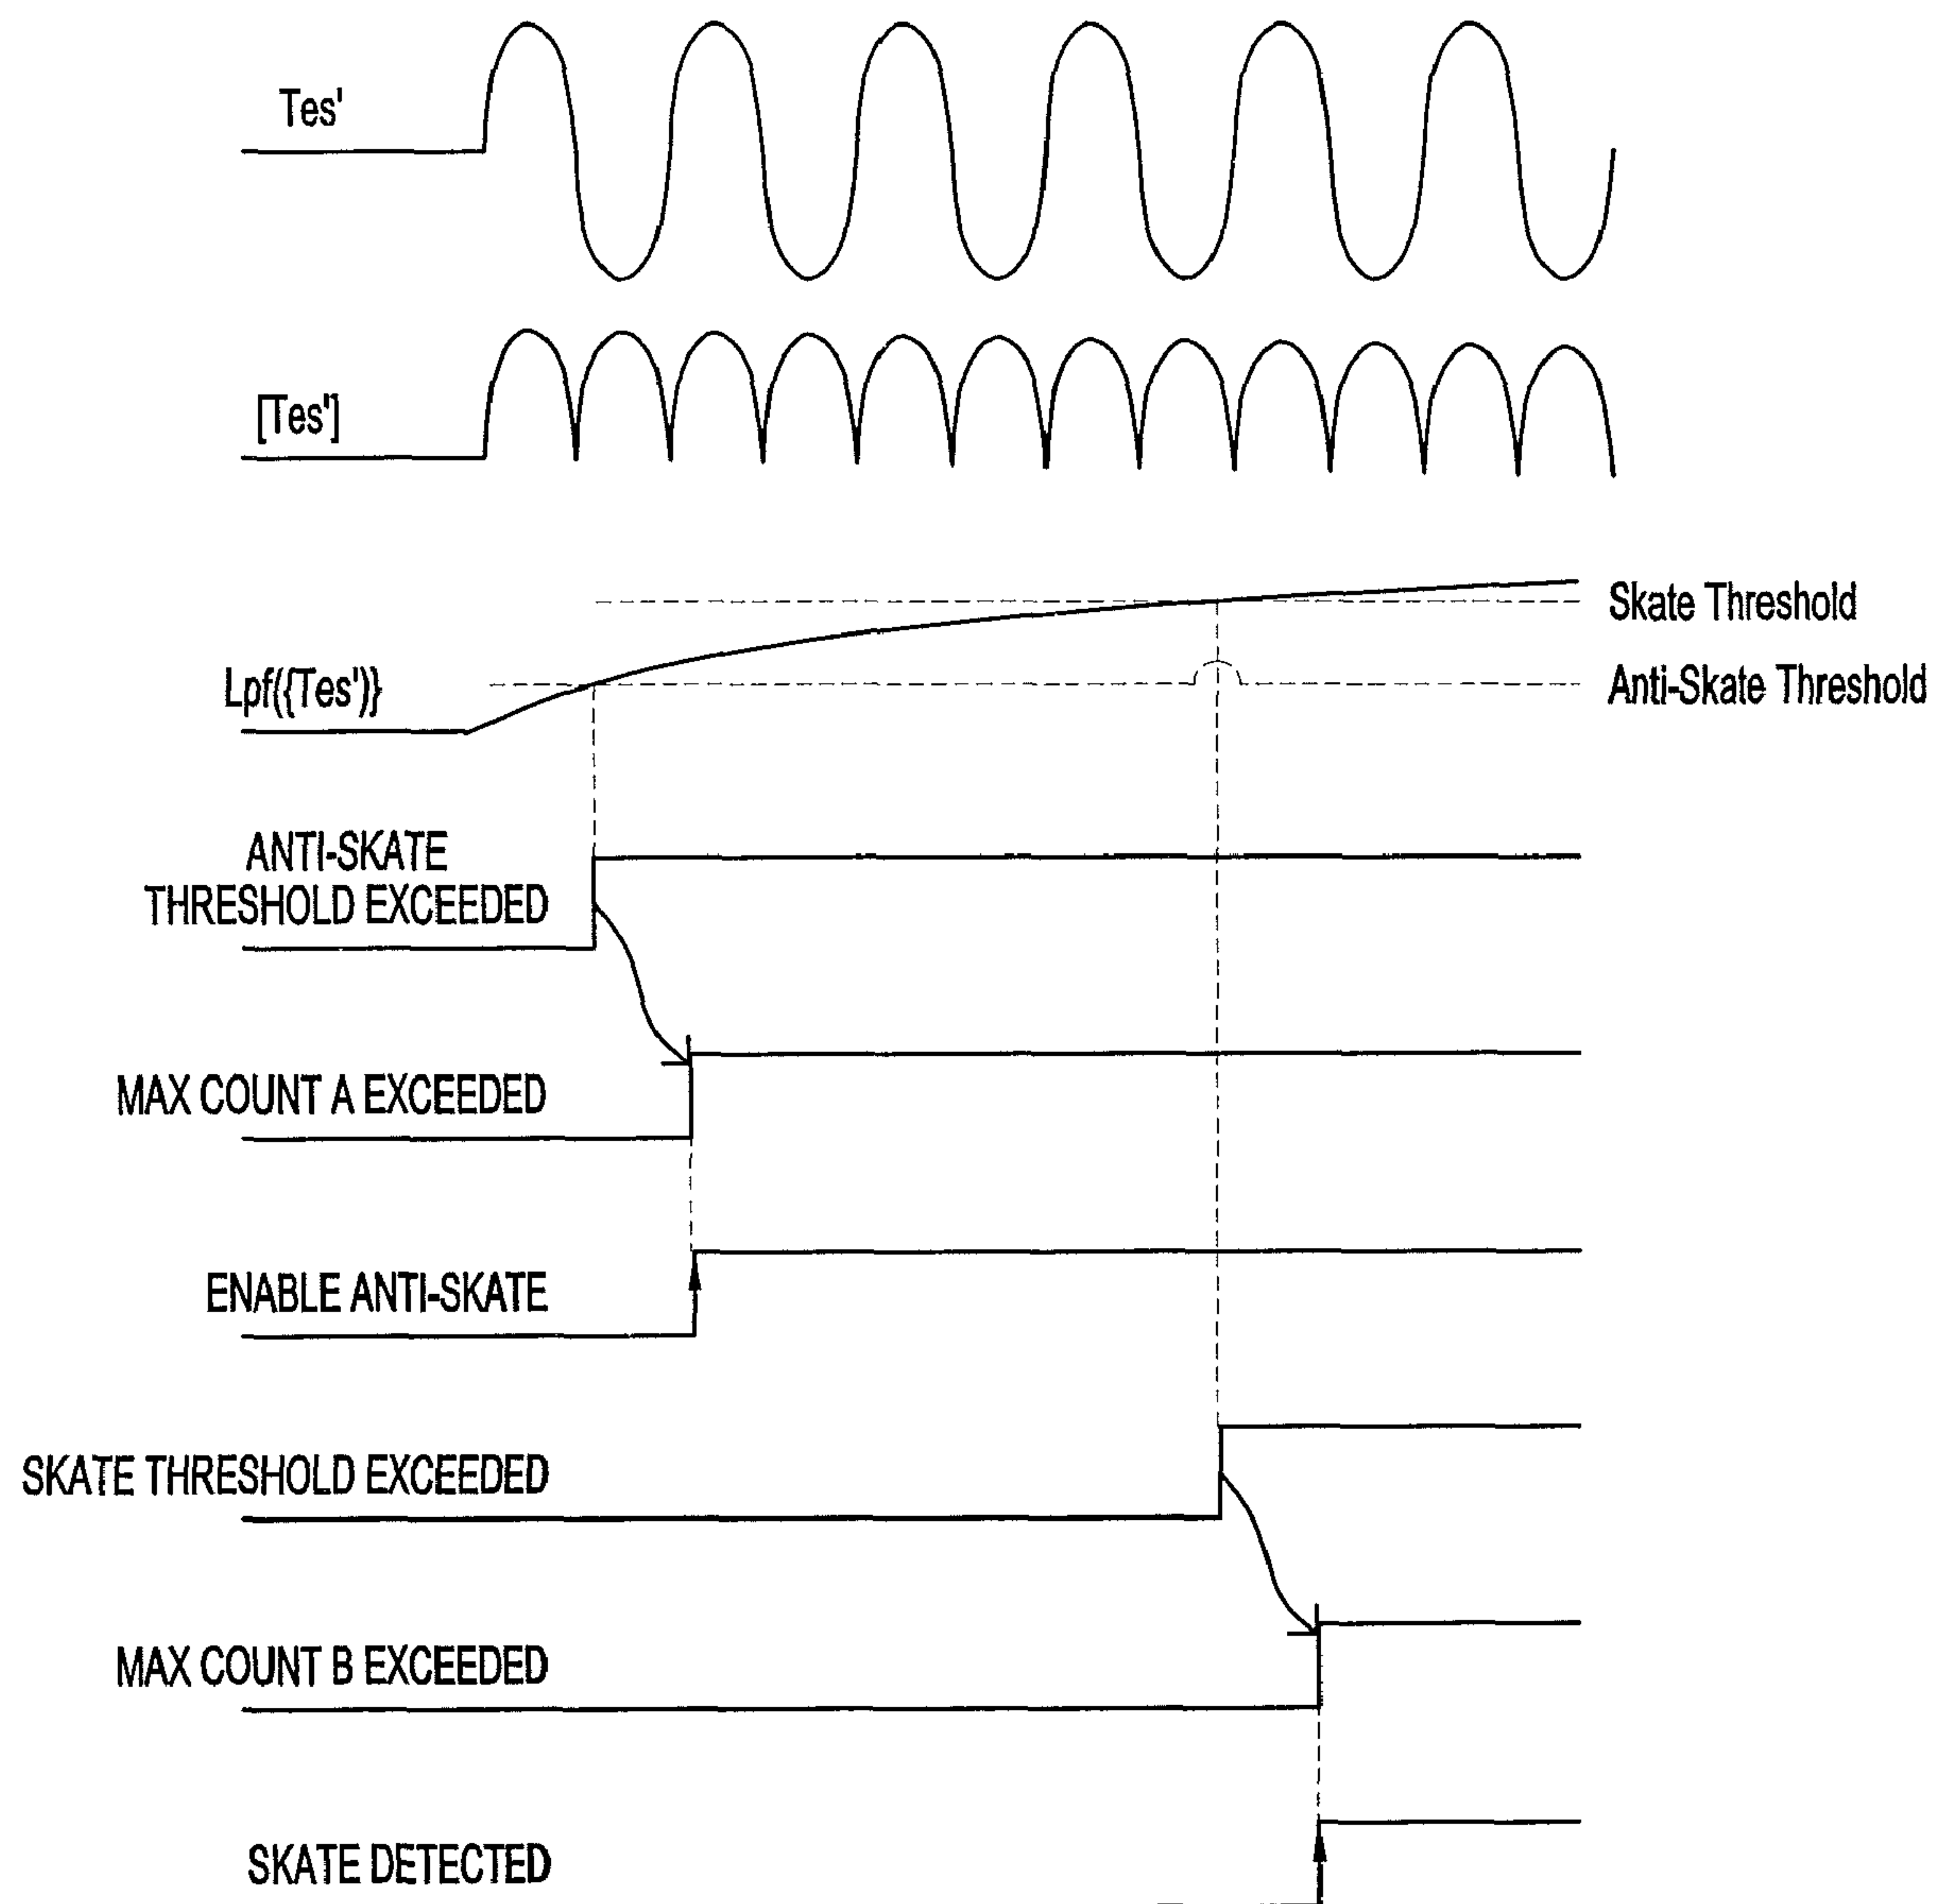 Tes'
[Tes']
Skate Threshold
Lpf({Tes')}
Anti-Skate Threshold
ANTI-SKATE
THRESHOLD EXCEEDED
MAX COUNT A EXCEEDED
ENABLE ANTI-SKATE
SKATE THRESHOLD EXCEEDED
MAX COUNT B EXCEEDED
SKATE DETECTED